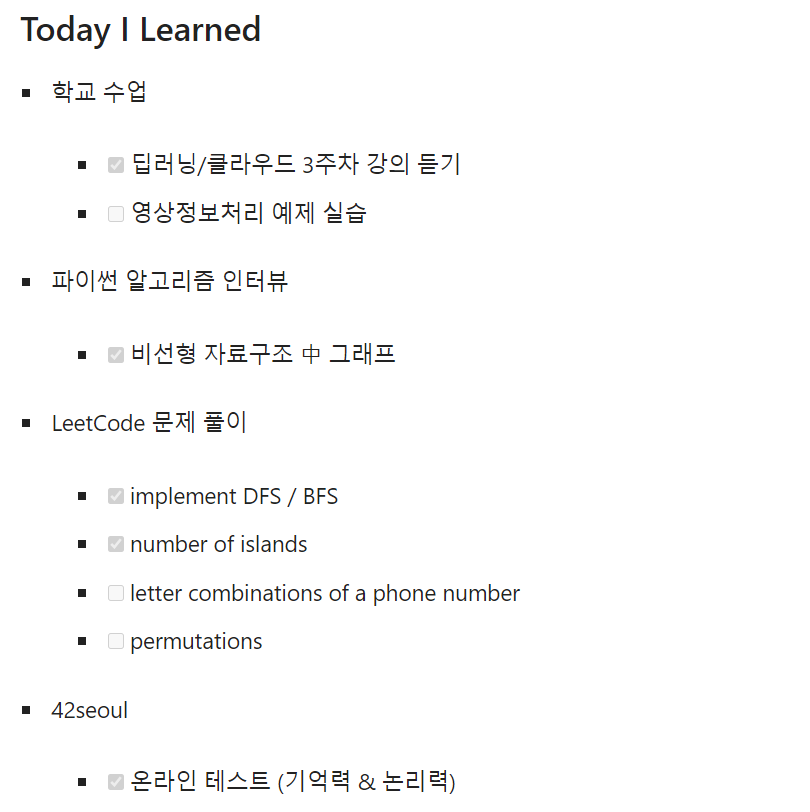 Today I Learned
학교 수업
딥러닝/클라우드 3주차 강의 듣기
영상정보처리 예제 실습
파이썬 알고리즘 인터뷰
비선형 자료구조 中 그래프
LeetCode 문제 풀이
implement DFS / BFS
number of islands
letter combinations of a phone number
permutations
42seoul
온라인 테스트 (기억력 & 논리력)